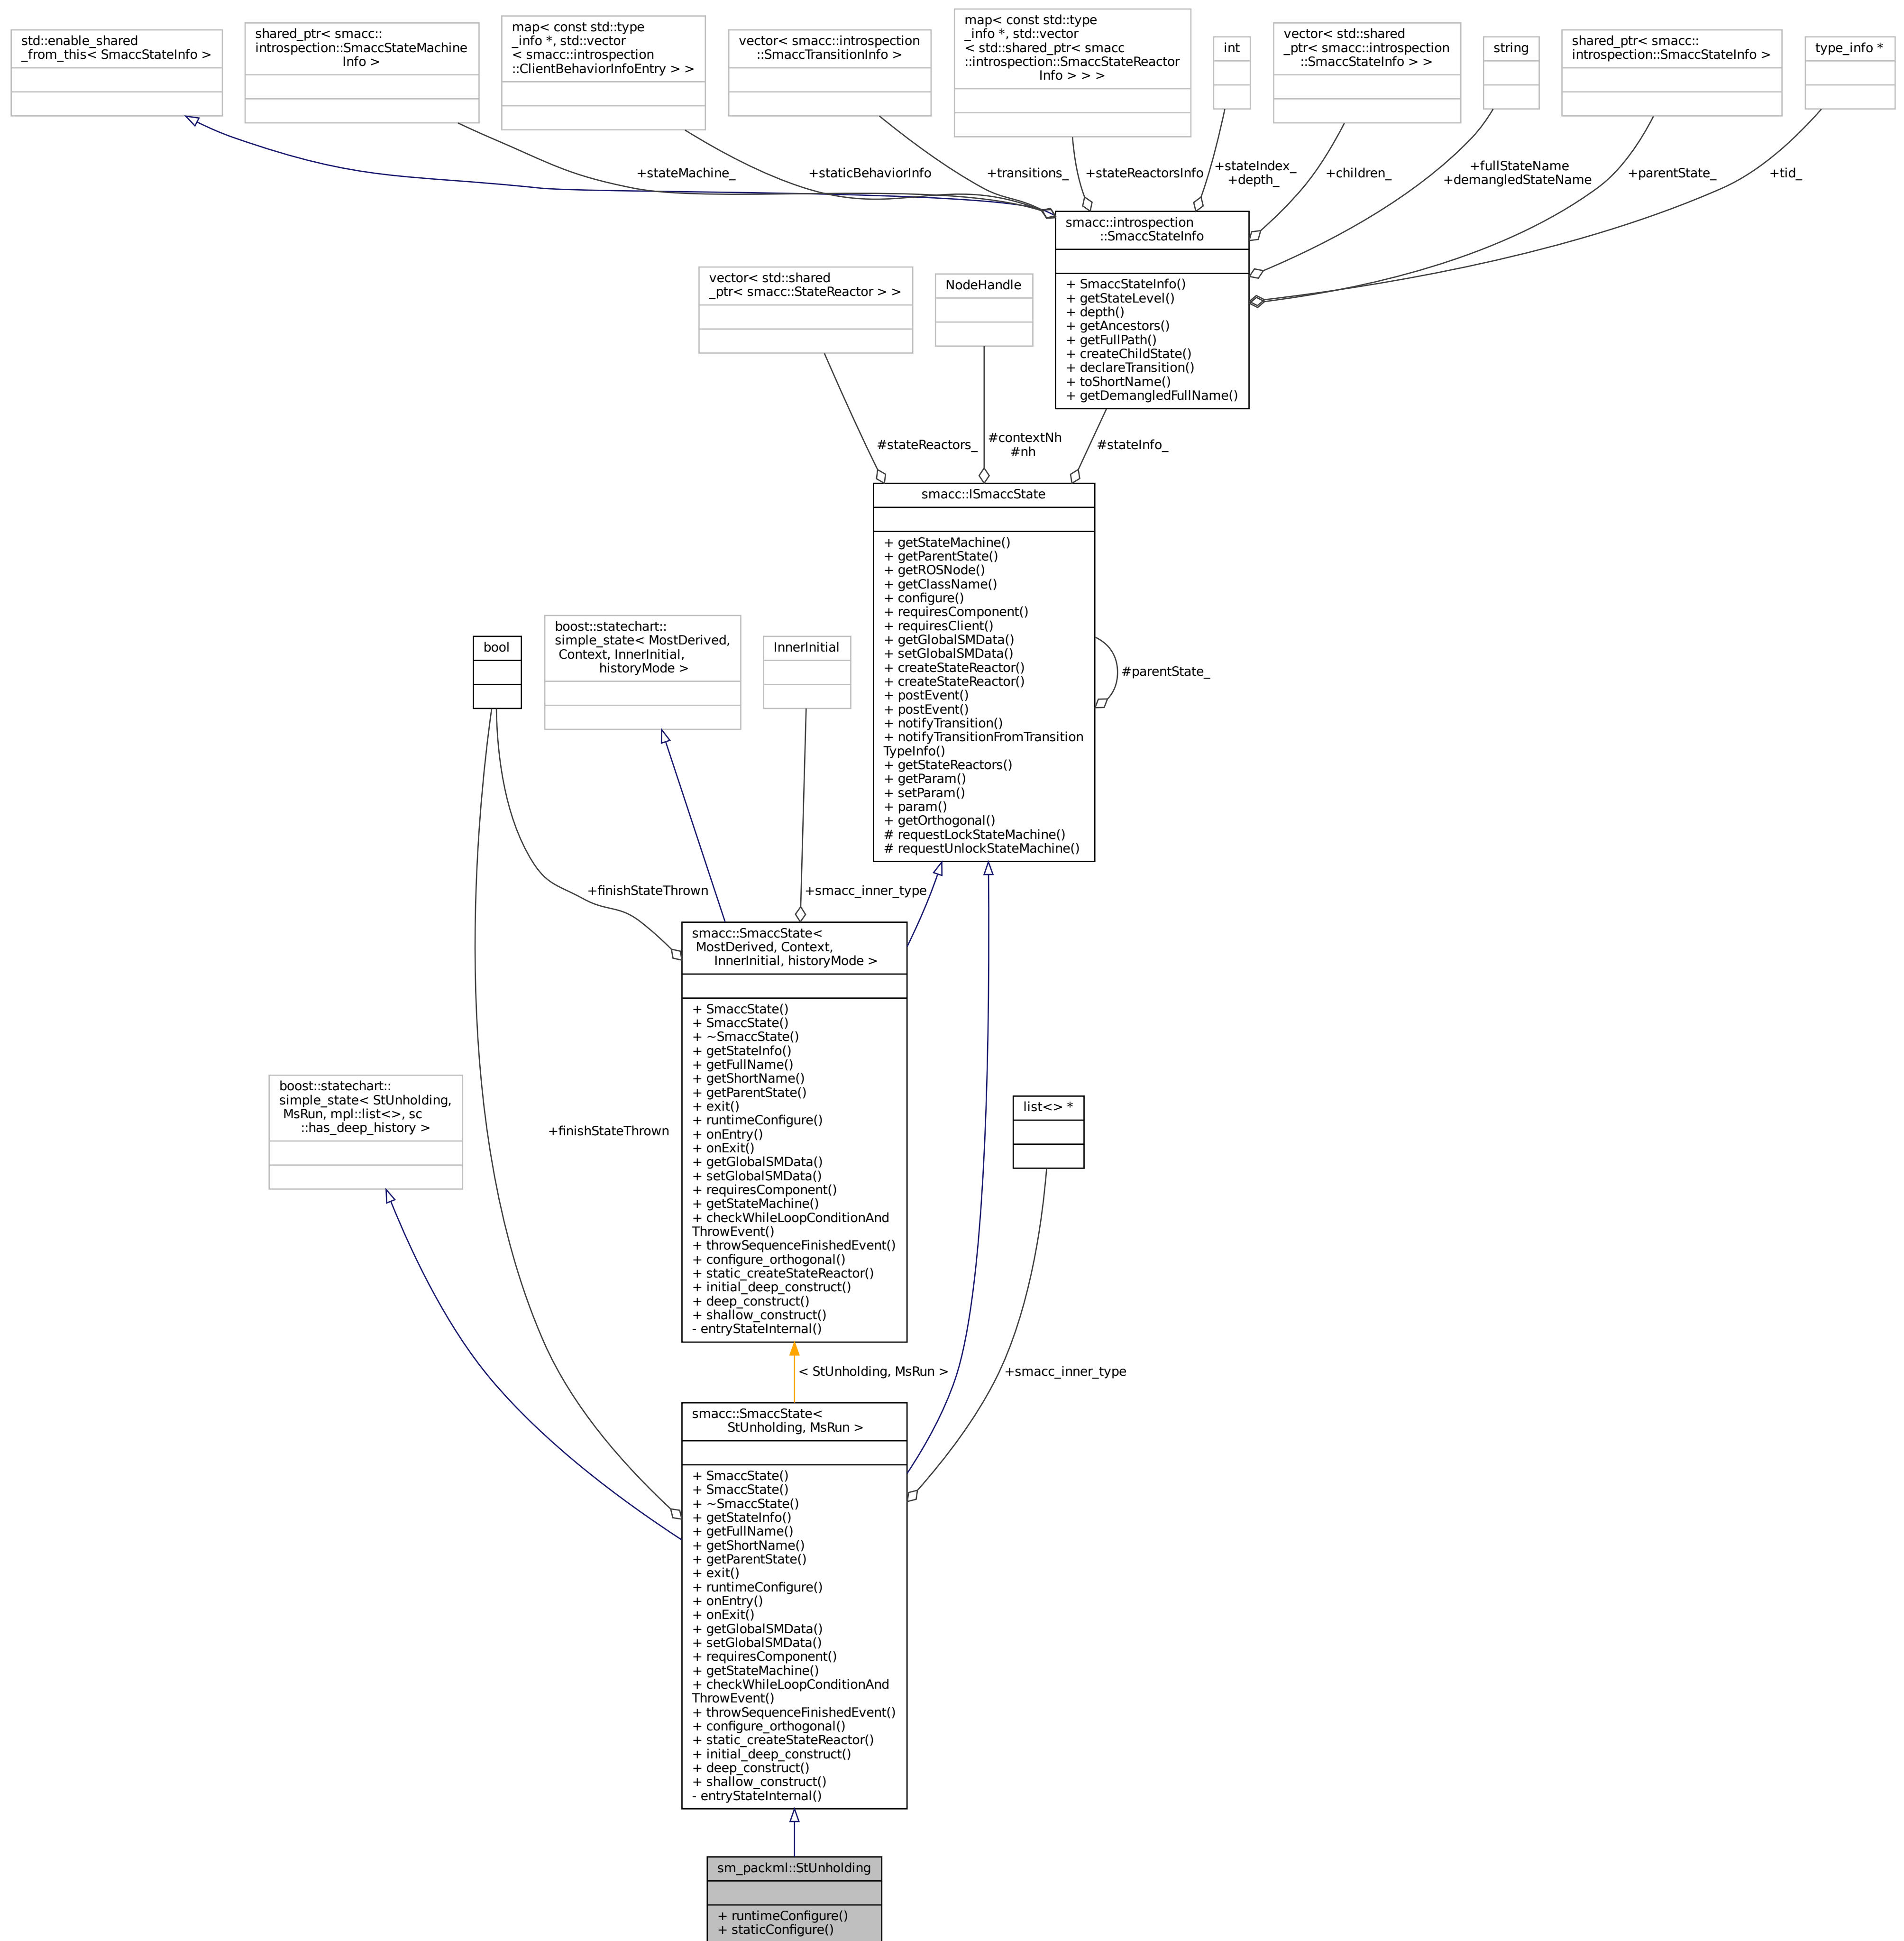 std::enable_shared
_from_this< SmaccStateInfo >
shared_ptr< smacc::
introspection::SmaccStateMachine
Info >
map< const std::type
_info *, std::vector
< smacc::introspection
::ClientBehaviorInfoEntry > >
vector< smacc::introspection
::SmaccTransitionInfo >
map< const std::type
_info *, std::vector
< std::shared_ptr< smacc
::introspection::SmaccStateReactor
Info > > >
int
vector< std::shared
_ptr< smacc::introspection
::SmaccStateInfo > >
string
shared_ptr< smacc::
introspection::SmaccStateInfo >
type_info *
+stateMachine_
+staticBehaviorInfo
+transitions_
+stateReactorsInfo
+stateIndex_
+depth_
+children_
+fullStateName
+demangledStateName
+parentState_
+tid_
smacc::introspection
::SmaccStateInfo
+ SmaccStateInfo()
+ getStateLevel()
+ depth()
+ getAncestors()
+ getFullPath()
+ createChildState()
+ declareTransition()
+ toShortName()
+ getDemangledFullName()
vector< std::shared
_ptr< smacc::StateReactor > >
NodeHandle
#stateReactors_
#contextNh
#nh
#stateInfo_
smacc::ISmaccState
+ getStateMachine()
+ getParentState()
+ getROSNode()
+ getClassName()
+ configure()
+ requiresComponent()
+ requiresClient()
+ getGlobalSMData()
+ setGlobalSMData()
+ createStateReactor()
+ createStateReactor()
+ postEvent()
+ postEvent()
+ notifyTransition()
+ notifyTransitionFromTransition
TypeInfo()
+ getStateReactors()
+ getParam()
+ setParam()
+ param()
+ getOrthogonal()
# requestLockStateMachine()
# requestUnlockStateMachine()
#parentState_
bool
boost::statechart::
simple_state< MostDerived,
Context, InnerInitial,
historyMode >
InnerInitial
+finishStateThrown
+smacc_inner_type
smacc::SmaccState<
MostDerived, Context,
InnerInitial, historyMode >
+ SmaccState()
+ SmaccState()
+ ~SmaccState()
+ getStateInfo()
+ getFullName()
+ getShortName()
+ getParentState()
+ exit()
+ runtimeConfigure()
+ onEntry()
+ onExit()
+ getGlobalSMData()
+ setGlobalSMData()
+ requiresComponent()
+ getStateMachine()
+ checkWhileLoopConditionAnd
ThrowEvent()
+ throwSequenceFinishedEvent()
+ configure_orthogonal()
+ static_createStateReactor()
+ initial_deep_construct()
+ deep_construct()
+ shallow_construct()
- entryStateInternal()
boost::statechart::
simple_state< StUnholding,
MsRun, mpl::list<>, sc
::has_deep_history >
+finishStateThrown
list<> *
< StUnholding, MsRun >
+smacc_inner_type
smacc::SmaccState<
StUnholding, MsRun >
+ SmaccState()
+ SmaccState()
+ ~SmaccState()
+ getStateInfo()
+ getFullName()
+ getShortName()
+ getParentState()
+ exit()
+ runtimeConfigure()
+ onEntry()
+ onExit()
+ getGlobalSMData()
+ setGlobalSMData()
+ requiresComponent()
+ getStateMachine()
+ checkWhileLoopConditionAnd
ThrowEvent()
+ throwSequenceFinishedEvent()
+ configure_orthogonal()
+ static_createStateReactor()
+ initial_deep_construct()
+ deep_construct()
+ shallow_construct()
- entryStateInternal()
sm_packml::StUnholding
+ runtimeConfigure()
+ staticConfigure()